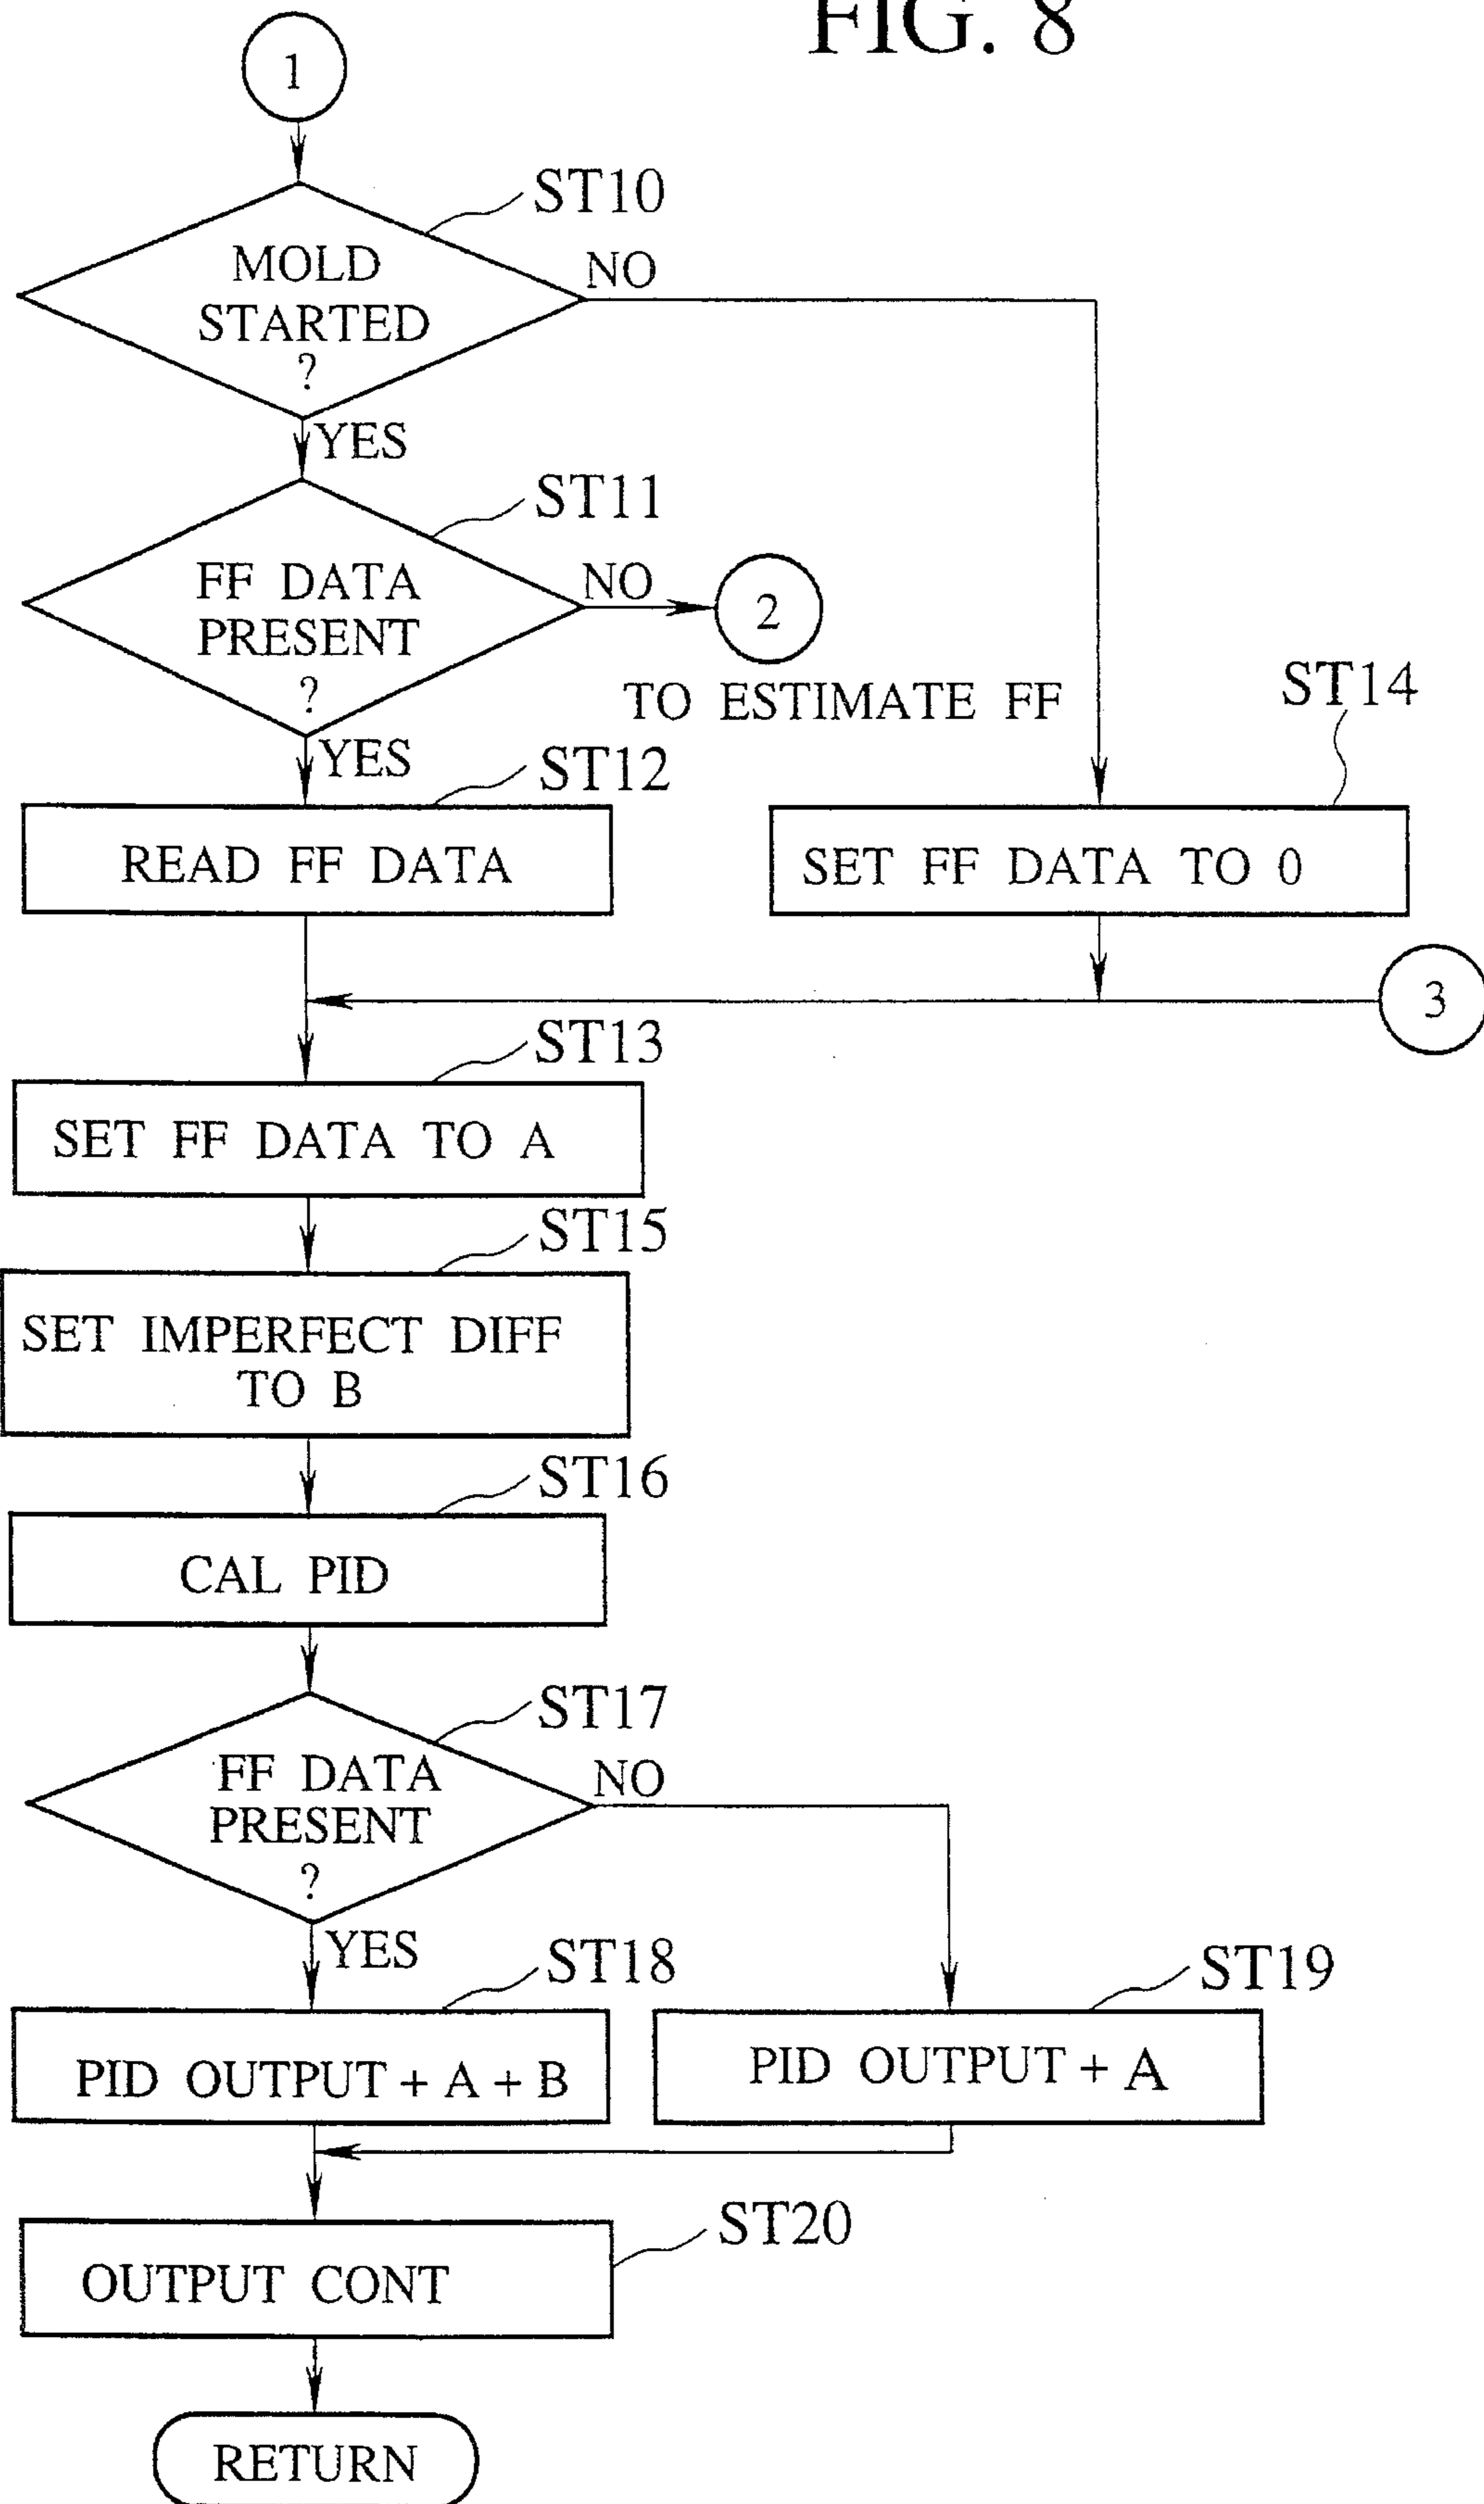 FIG. 8
1
ST10
MOLD
STARTED
?
NO
YES
ST11
FF DATA
PRESENT
?
NO
2
TO ESTIMATE FF
YES
ST12
READ FF DATA
ST14
SET FF DATA TO 0
3
ST13
SET FF DATA TO A
ST15
SET IMPERFECT DIFF
TO B
ST16
CAL PID
ST17
FF DATA
PRESENT
?
NO
YES
ST18
PID OUTPUT + A + B
ST19
PID OUTPUT + A
ST20
OUTPUT CONT
RETURN